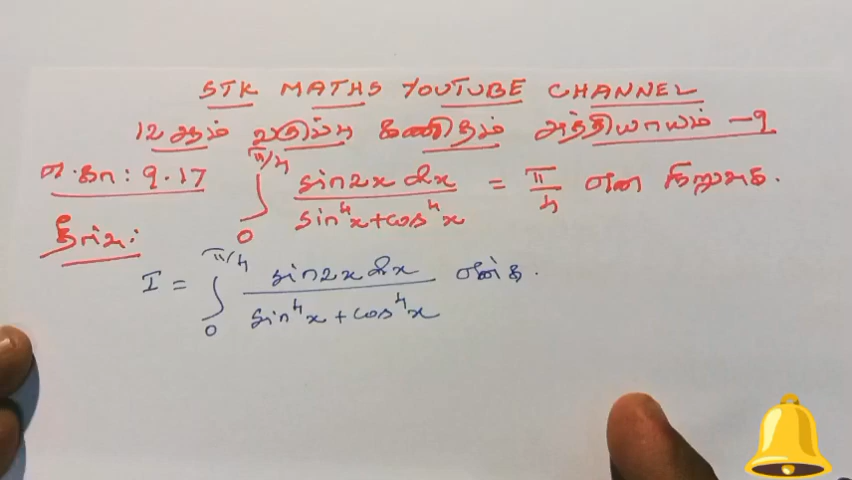 STK MATHS YOUTUBE CHANNEL
12 ஆம் வகுப்பு கணிதம் அத்தியாயம் - 9
எ.கா: 9.17 ∫₀^{π/4} sin2x dx / (sin⁴x + cos⁴x) = π/4 என நிறுவுக.
தீர்வு:
I = ∫₀^{π/4} sin2x dx / (sin⁴x + cos⁴x) என்க.